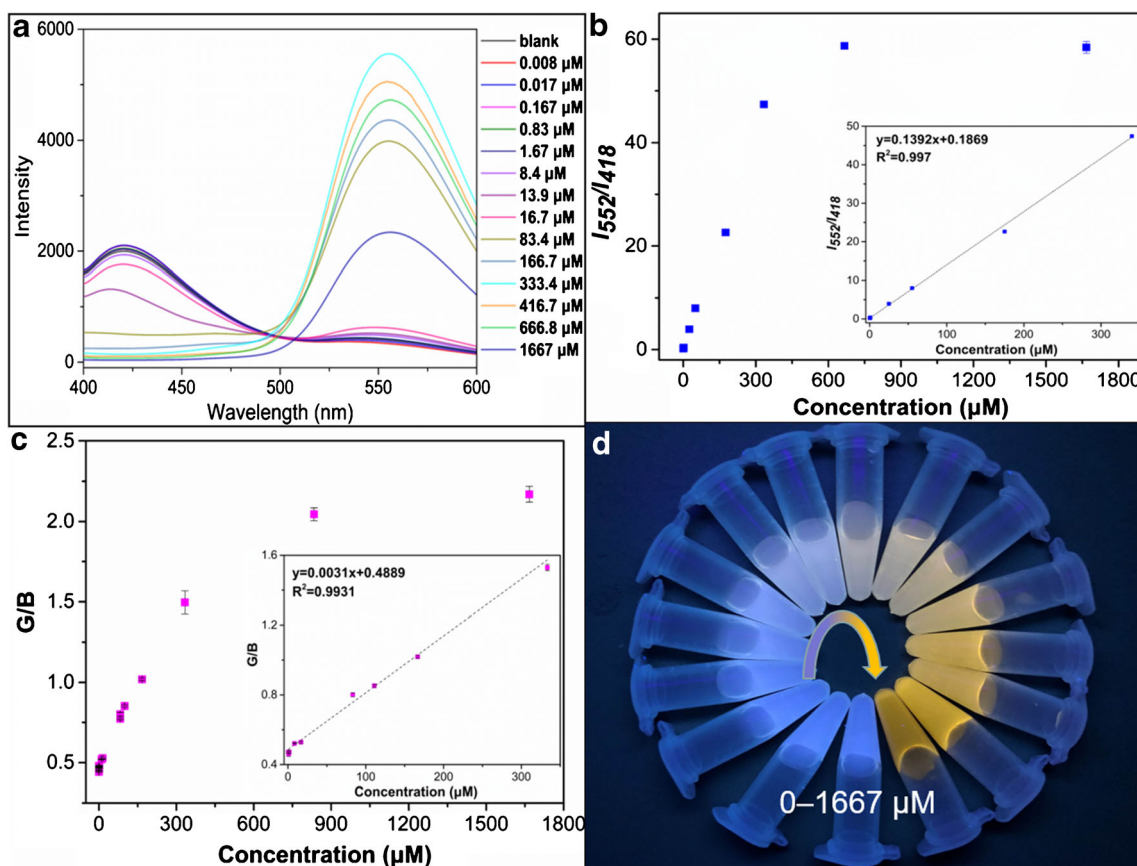 a
6000
4000
2000
0
Intensity
400
450
500
550
600
Wavelength (nm)
blank
0.008 µM
0.017 µM
0.167 µM
0.83 µM
1.67 µM
8.4 µM
13.9 µM
16.7 µM
83.4 µM
166.7 µM
333.4 µM
416.7 µM
666.8 µM
1667 µM
b
60
40
20
0
I552/I418
0
300
600
900
1200
1500
1800
Concentration (µM)
y=0.1392x+0.1869
R²=0.997
50
40
30
20
10
0
I552/I418
0
100
200
300
Concentration (µM)
c
2.5
2.0
1.5
1.0
0.5
G/B
0
300
600
900
1200
1500
1800
Concentration (µM)
y=0.0031x+0.4889
R²=0.9931
1.6
1.2
0.8
0.4
G/B
0
100
200
300
Concentration (µM)
d
0–1667 µM